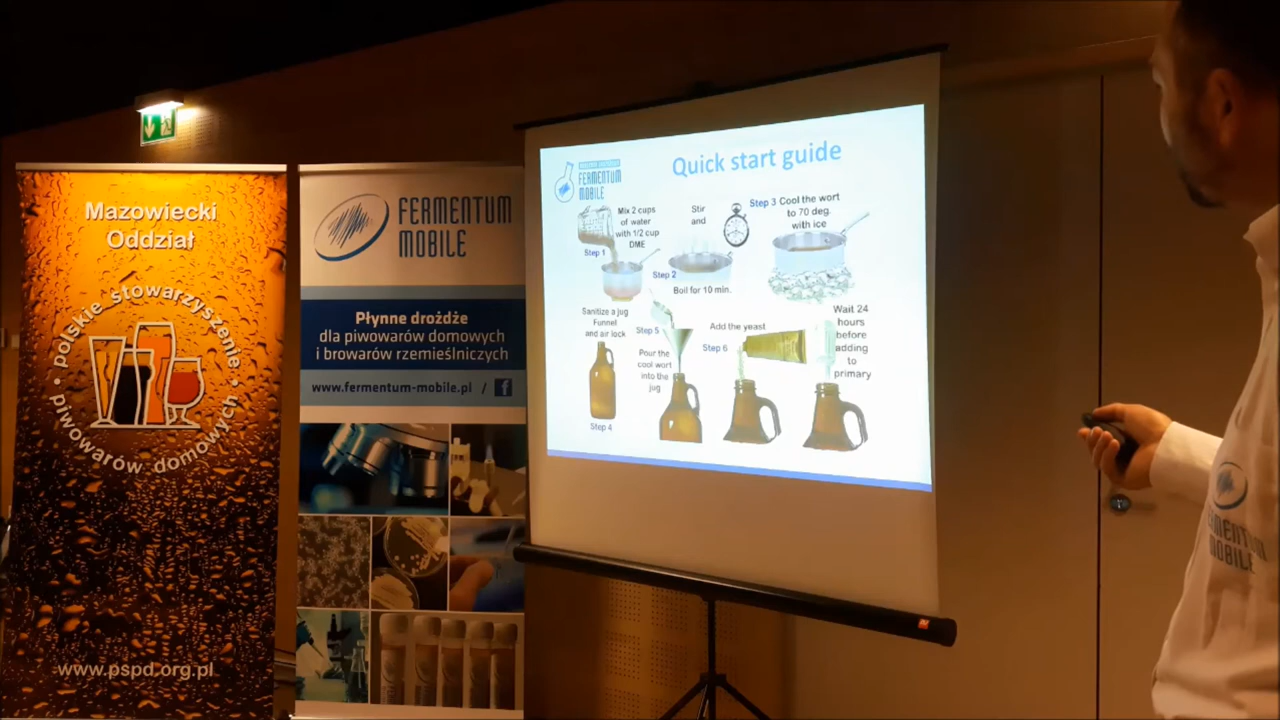 Mazowiecki
Oddział
polskie stowarzyszenie
piwowarów domowych
www.pspd.org.pl
FERMENTUM
MOBILE
Płynne drożdże
dla piwowarów domowych
i browarów rzemieślniczych
www.fermentum-mobile.pl / f
FERMENTUM
MOBILE
Quick start guide
Mix 2 cups
of water
with 1/2 cup
DME
Step 1
Stir
and
Step 2
Boil for 10 min.
Step 3 Cool the wort
to 70 deg.
with ice
Sanitize a jug
Funnel
and air lock
Step 4
Step 5
Pour the
cool wort
into the
jug
Add the yeast
Step 6
Wait 24
hours
before
adding
to
primary
FERMENTUM
MOBILE